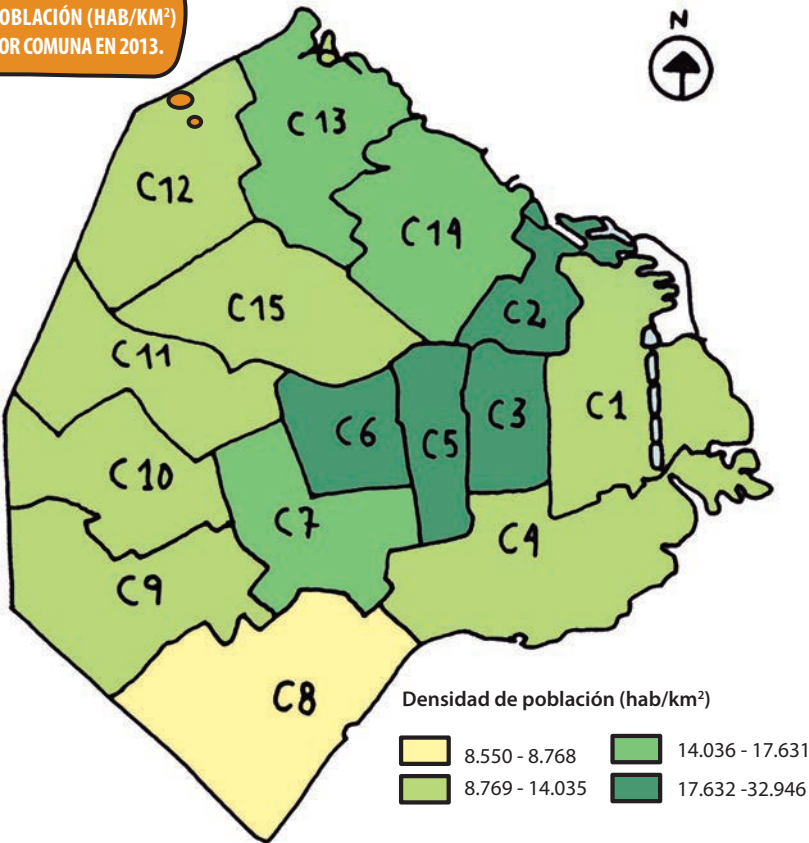 OBLACIÓN (HAB/KM²)
OR COMUNA EN 2013.
N
C13
C12
C14
C15
C2
C11
C1
C6
C5
C3
C10
C7
C4
C9
C8
Densidad de población (hab/km²)
8.550 - 8.768
14.036 - 17.631
8.769 - 14.035
17.632 -32.946